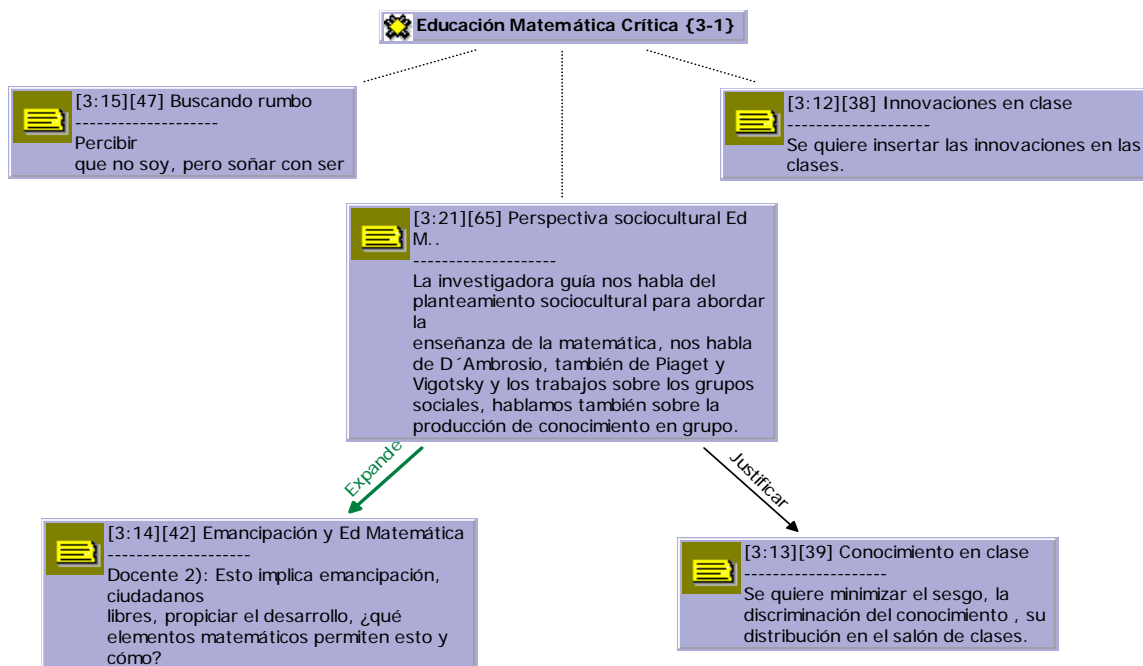 Educación Matemática Crítica {3-1}
[3:15][47] Buscando rumbo
--------------------
Percibir
que no soy, pero soñar con ser
[3:12][38] Innovaciones en clase
--------------------
Se quiere insertar las innovaciones en las
clases.
[3:21][65] Perspectiva sociocultural Ed
M..
--------------------
La investigadora guía nos habla del
planteamiento sociocultural para abordar
la
enseñanza de la matemática, nos habla
de D´Ambrosio, también de Piaget y
Vigotsky y los trabajos sobre los grupos
sociales, hablamos también sobre la
producción de conocimiento en grupo.
Expande
Justificar
[3:14][42] Emancipación y Ed Matemática
--------------------
Docente 2): Esto implica emancipación,
ciudadanos
libres, propiciar el desarrollo, ¿qué
elementos matemáticos permiten esto y
cómo?
[3:13][39] Conocimiento en clase
--------------------
Se quiere minimizar el sesgo, la
discriminación del conocimiento , su
distribución en el salón de clases.